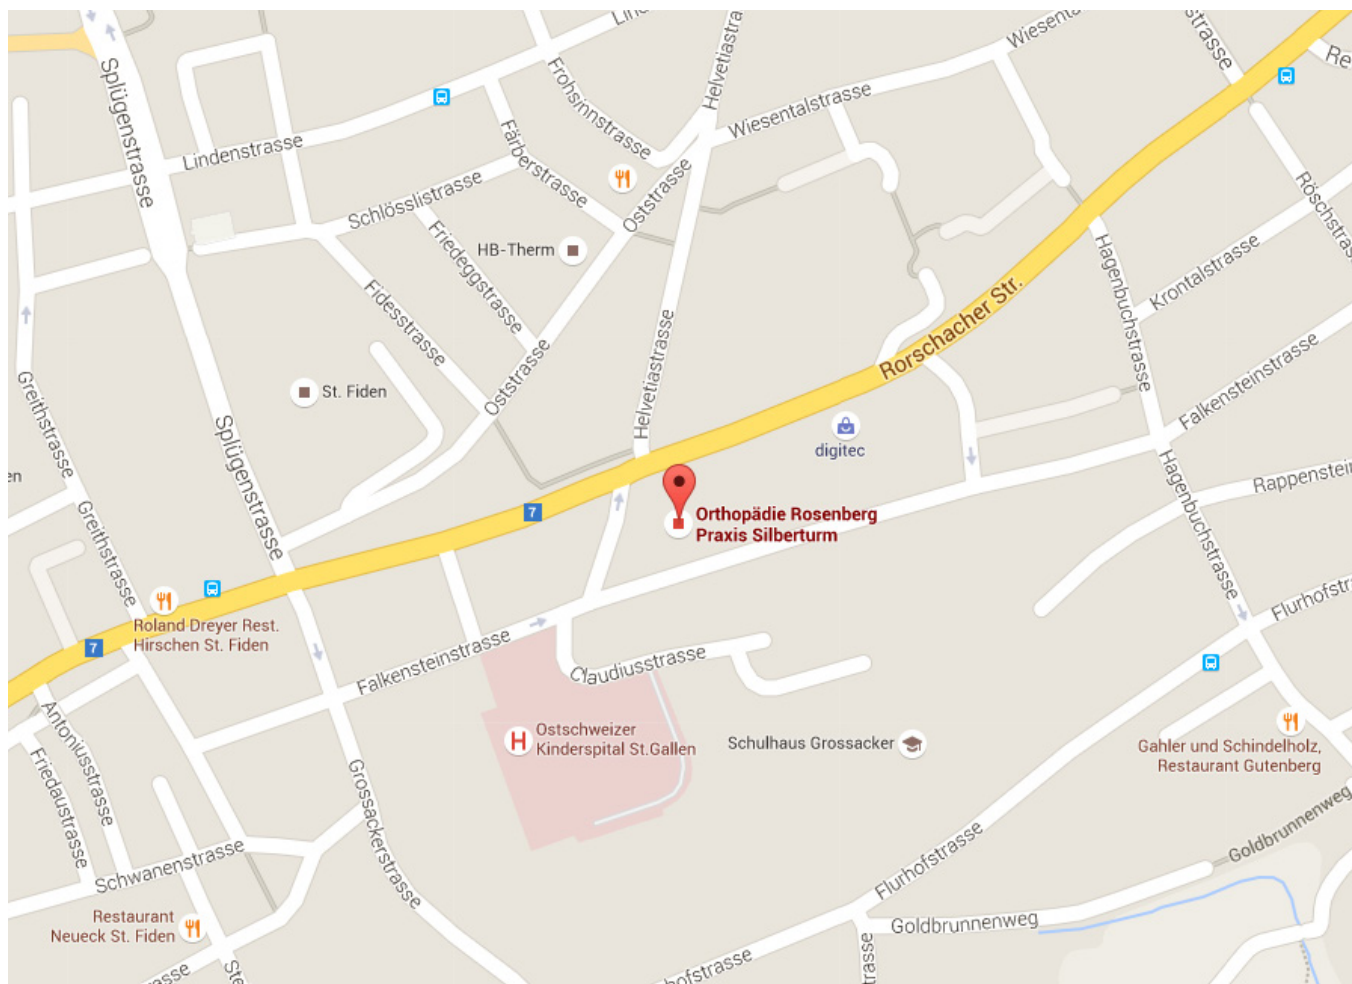 Lindenstrasse
Splügenstrasse
Lindenstrasse
Frohsinnstrasse
Helvetiastrasse
Wiesentalstrasse
Wiesentalstrasse
Färberstrasse
Schlösslistrasse
Oststrasse
Röschstrasse
HB-Therm
Friedeggstrasse
Fidesstrasse
Hagenbuchstrasse
Krontalstrasse
Rorschacher Str.
Helvetiastrasse
Oststrasse
St. Fiden
Greithstrasse
Splügenstrasse
Falkensteinstrasse
digitec
Hagenbuchstrasse
Greithstrasse
7
Orthopädie Rosenberg
Praxis Silberturm
7
Roland Dreyer Rest.
Hirschen St. Fiden
Falkensteinstrasse
Claudiusstrasse
Antoniusstrasse
Friedaustrasse
H
Ostschweizer
Kinderspital St.Gallen
Schulhaus Grossacker
Gahler und Schindelholz,
Restaurant Gutenberg
Grossackerstrasse
Schwanenstrasse
Flurhofstrasse
Goldbrunnenweg
Goldbrunnenweg
Restaurant
Neueck St. Fiden